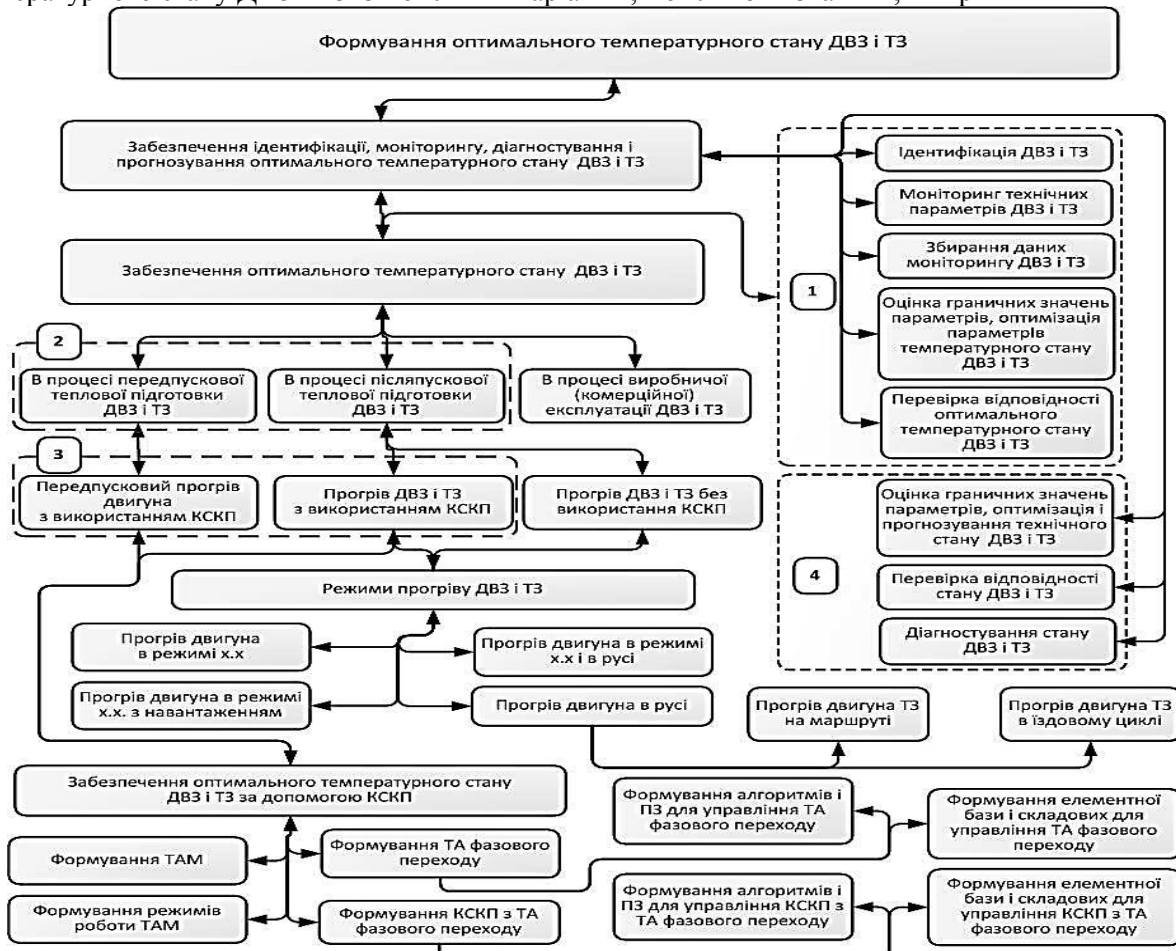 Формування оптимального температурного стану ДВЗ і ТЗ
Забезпечення ідентифікації, моніторингу, діагностування і
прогнозування оптимального температурного стану ДВЗ і ТЗ
Ідентифікація ДВЗ і ТЗ
Моніторинг технічних
параметрів ДВЗ і ТЗ
Збирання даних
моніторингу ДВЗ і ТЗ
1
Оцінка граничних значень
параметрів, оптимізація
параметрів
температурного стану
ДВЗ і ТЗ
Перевірка відповідності
оптимального
температурного стану
ДВЗ і ТЗ
Забезпечення оптимального температурного стану ДВЗ і ТЗ
2
В процесі передпускової
теплової підготовки
ДВЗ і ТЗ
В процесі післяпускової
теплової підготовки
ДВЗ і ТЗ
В процесі виробничої
(комерційної)
експлуатації ДВЗ і ТЗ
3
Передпусковий прогрів
двигуна
з використанням КСКП
Прогрів ДВЗ і ТЗ
з використанням КСКП
Прогрів ДВЗ і ТЗ без
використання КСКП
4
Оцінка граничних значень
параметрів, оптимізація і
прогнозування технічного
стану ДВЗ і ТЗ
Перевірка відповідності
стану ДВЗ і ТЗ
Діагностування стану
ДВЗ і ТЗ
Режими прогріву ДВЗ і ТЗ
Прогрів двигуна
в режимі х.х
Прогрів двигуна в режимі
х.х і в русі
Прогрів двигуна в режимі
х.х. з навантаженням
Прогрів двигуна в русі
Прогрів двигуна ТЗ
на маршруті
Прогрів двигуна ТЗ
в їздовому циклі
Забезпечення оптимального температурного стану
ДВЗ і ТЗ за допомогою КСКП
Формування ТАМ
Формування ТА фазового
переходу
Формування алгоритмів і
ПЗ для управління ТА
фазового переходу
Формування елементної
бази і складових для
управління ТА фазового
переходу
Формування режимів
роботи ТАМ
Формування КСКП з ТА
фазового переходу
Формування алгоритмів і
ПЗ для управління КСКП з
ТА фазового переходу
Формування елементної
бази і складових для
управління КСКП з ТА
фазового переходу